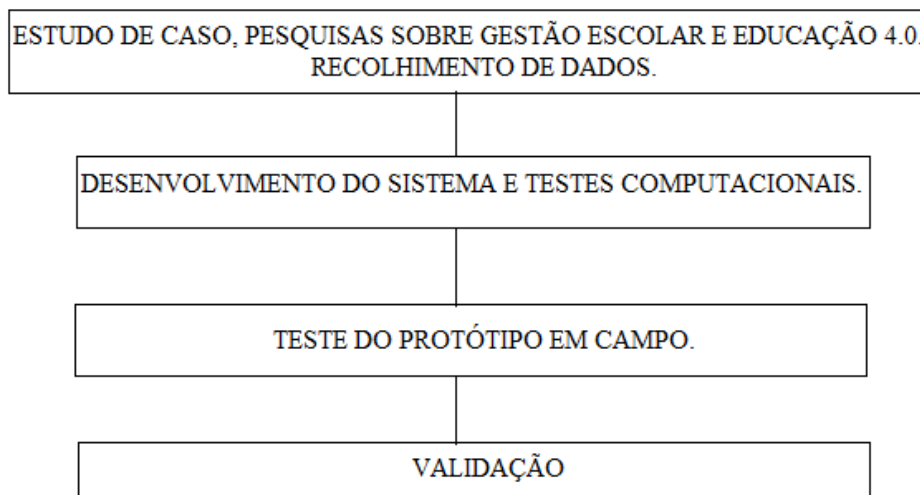 ESTUDO DE CASO, PESQUISAS SOBRE GESTÃO ESCOLAR E EDUCAÇÃO 4.0.
RECOLHIMENTO DE DADOS.
DESENVOLVIMENTO DO SISTEMA E TESTES COMPUTACIONAIS.
TESTE DO PROTÓTIPO EM CAMPO.
VALIDAÇÃO